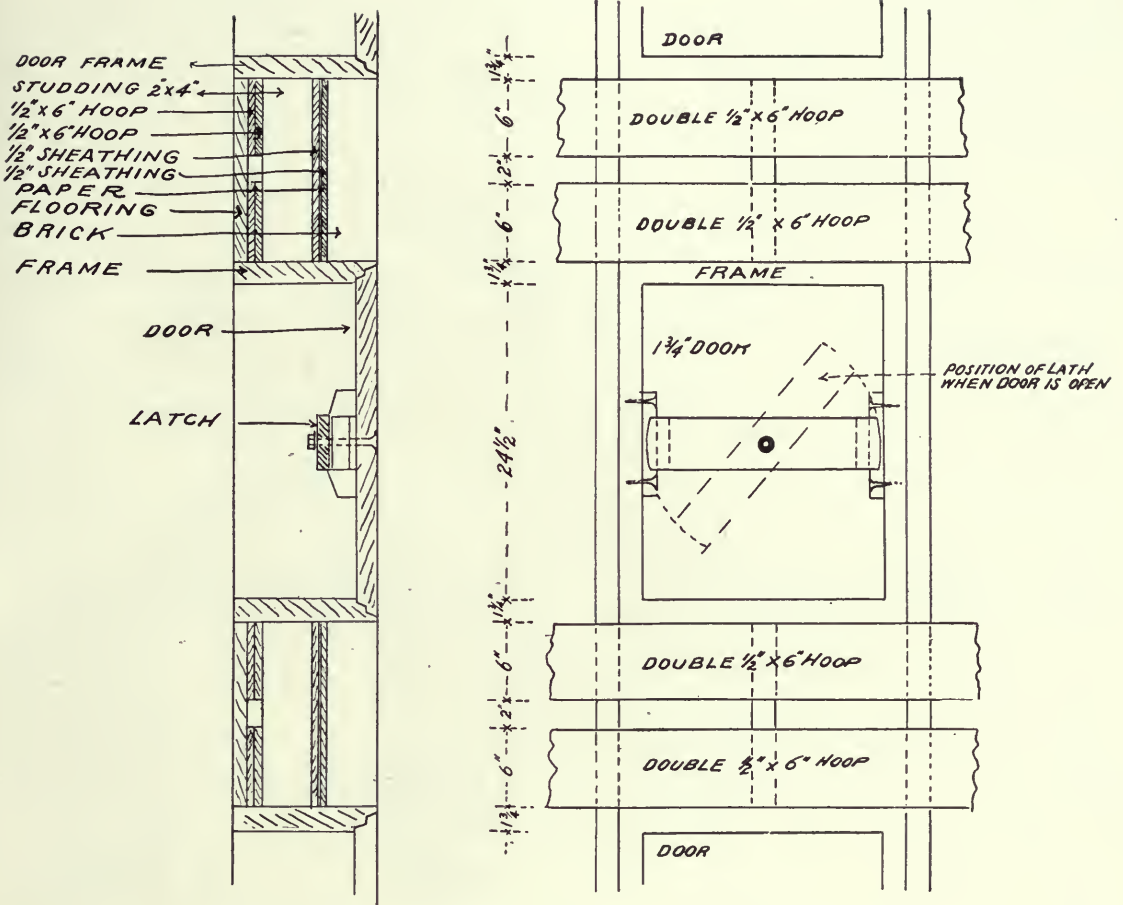 DOOR FRAME
STUDDING 2"x4"
1/2" x 6" HOOP
1/2" x 6" HOOP
1/2" SHEATHING
1/2" SHEATHING
PAPER
FLOORING
BRICK
FRAME
DOOR
LATCH
1 3/4"
6"
2"
6"
1 3/4"
24 1/2"
1 3/4"
6"
2"
6"
1 3/4"
DOOR
DOUBLE 1/2" x 6" HOOP
DOUBLE 1/2" x 6" HOOP
FRAME
1 3/4" DOOR
POSITION OF LATH
WHEN DOOR IS OPEN
DOUBLE 1/2" x 6" HOOP
DOUBLE 1/2" x 6" HOOP
DOOR